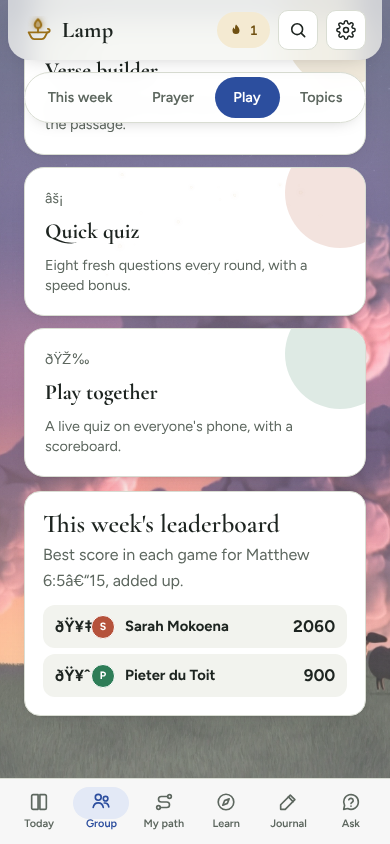 Lamp
1
Verse builder
This week
Prayer
Play
Topics
the passage.
âš¡
Quick quiz
Eight fresh questions every round, with a
speed bonus.
ðŸŽ‰
Play together
A live quiz on everyone's phone, with a
scoreboard.
This week's leaderboard
Best score in each game for Matthew
6:5â€“15, added up.
ðŸ¥‡ S Sarah Mokoena 2060
ðŸ¥ˆ P Pieter du Toit 900
Today
Group
My path
Learn
Journal
Ask